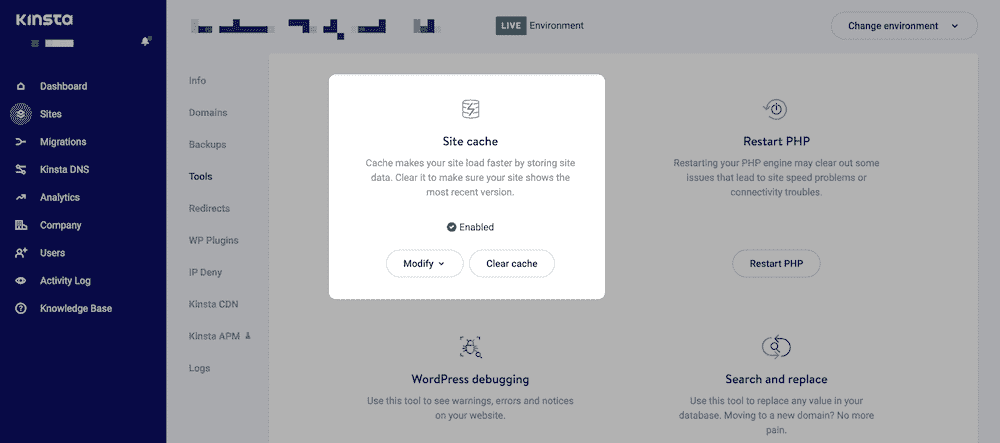 KINSTA
LIVE Environment
Change environment
Dashboard
Sites
Migrations
Kinsta DNS
Analytics
Company
Users
Activity Log
Knowledge Base
Info
Domains
Backups
Tools
Redirects
WP Plugins
IP Deny
Kinsta CDN
Kinsta APM
Logs
Site cache
Cache makes your site load faster by storing site
data. Clear it to make sure your site shows the
most recent version.
Enabled
Modify
Clear cache
Restart PHP
Restarting your PHP engine may clear out some
issues that lead to site speed problems or
connectivity troubles.
Restart PHP
WordPress debugging
Use this tool to see warnings, errors and notices
on your website.
Search and replace
Use this tool to replace any value in your
database. Moving to a new domain? No more
pain.